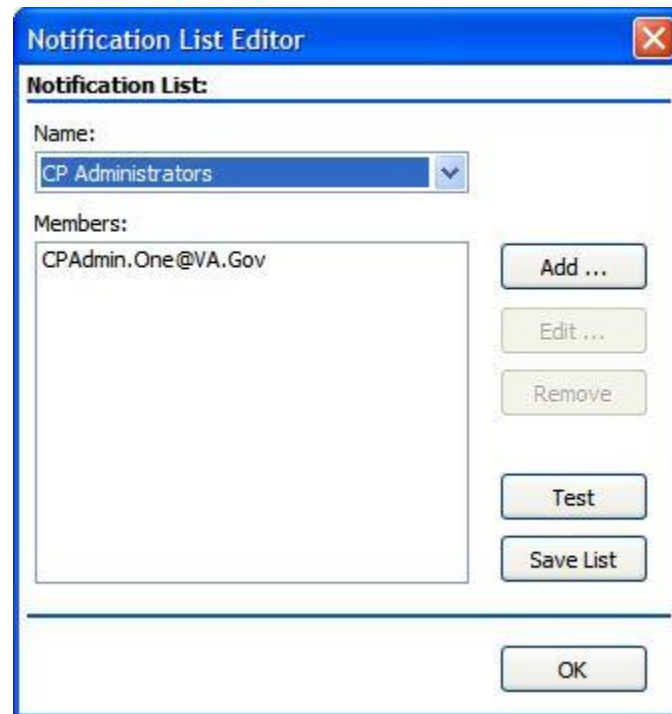 Notification List Editor
Notification List:
Name:
CP Administrators
Members:
CPAdmin.One@VA.Gov
Add ...
Edit ...
Remove
Test
Save List
OK